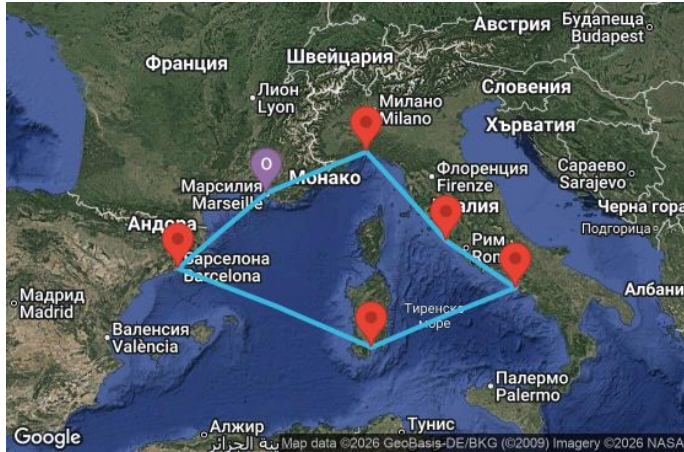 Австрия
Будапеща
Budapest
Франция
Швейцария
Лион
Lyon
Милано
Milano
Словения
Хърватия
Марсилия
Marseille
Монако
Флоренция
Firenze
Сараево
Sarajevo
Андора
Черна гора
Подгорица
Барселона
Barcelona
Рим
Мадрид
Madrid
Тиренско
море
Валенсия
València
Палермо
Palermo
Алжир
Тунис
Google
Map data ©2026 GeoBasis-DE/BKG (©2009) Imagery ©2026 NASA